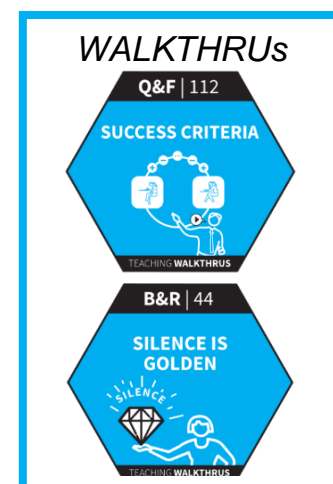 WALKTHRUs
Q&F | 112
SUCCESS CRITERIA
TEACHING WALKTHRUS
B&R | 44
SILENCE IS
GOLDEN
SILENCE
TEACHING WALKTHRUS